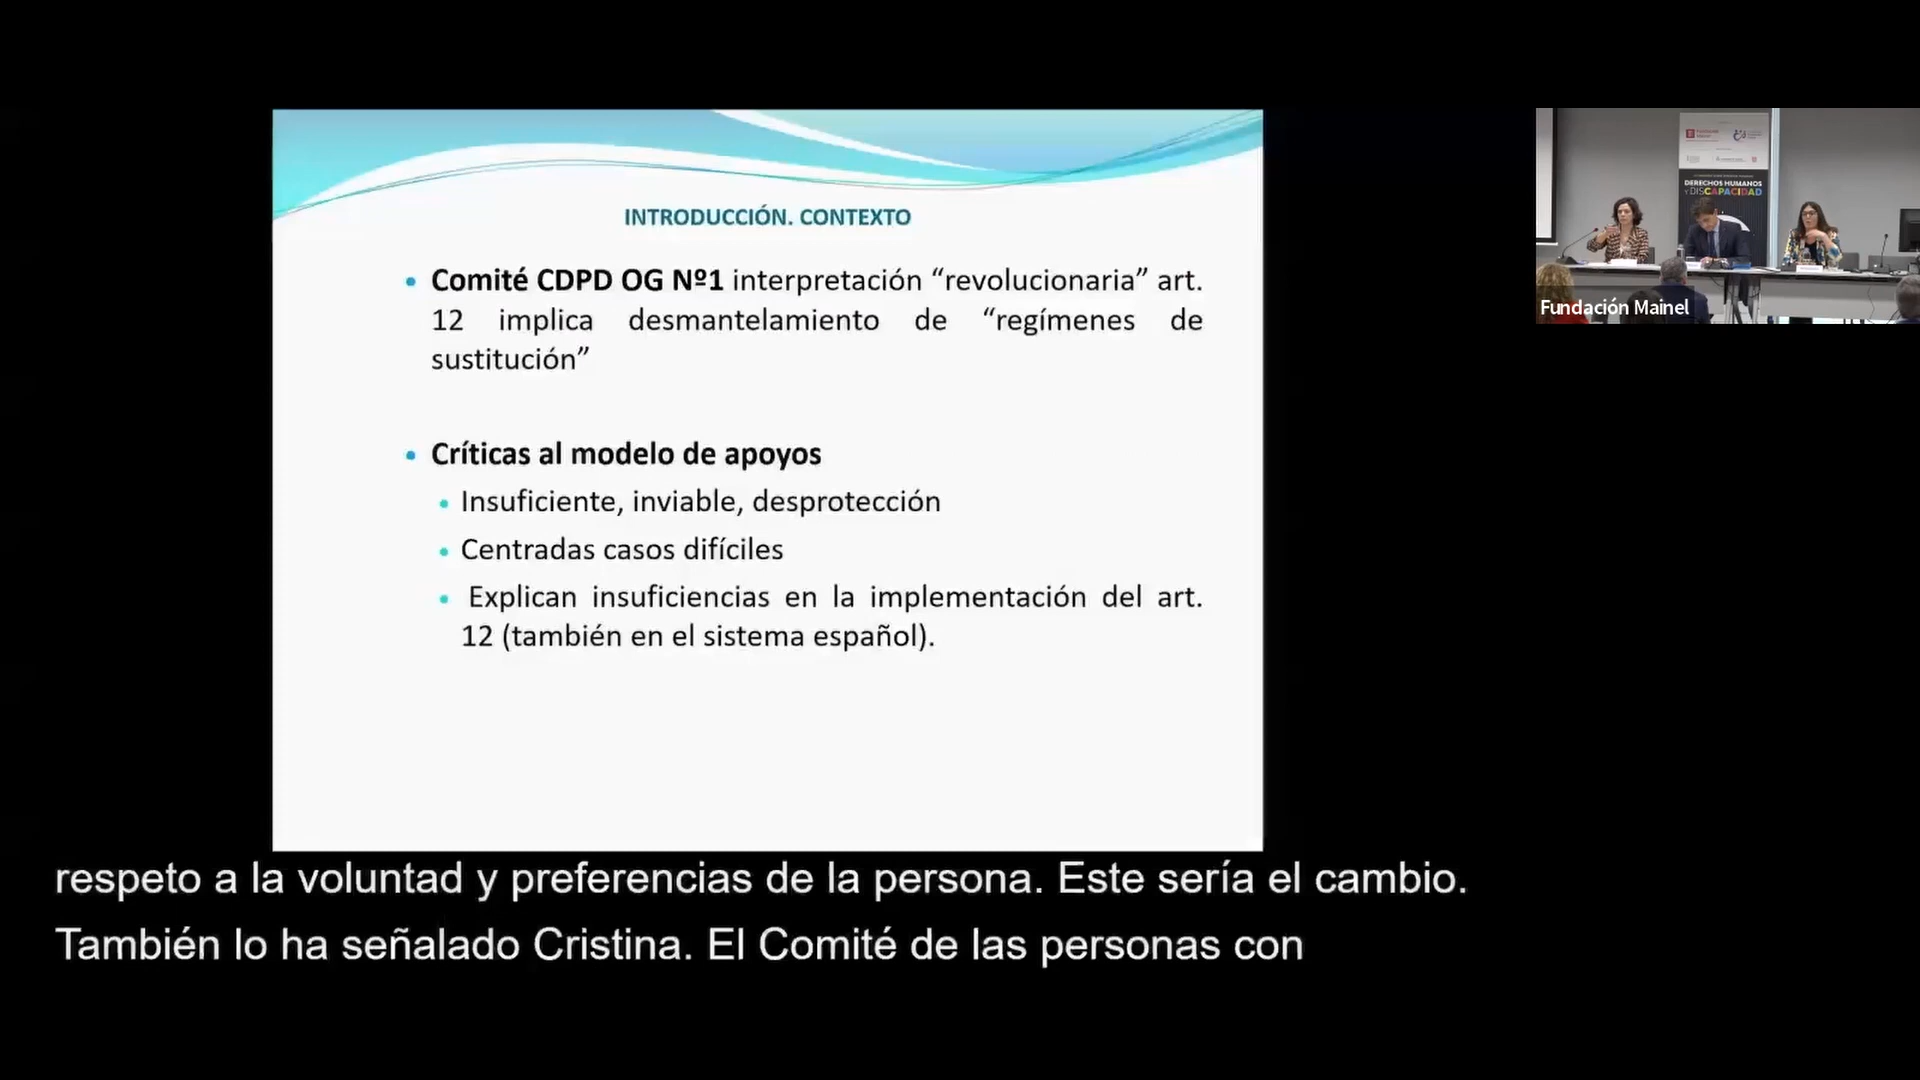 INTRODUCCIÓN. CONTEXTO
• Comité CDPD OG Nº1 interpretación “revolucionaria” art.
12 implica desmantelamiento de “regímenes de
sustitución”
• Críticas al modelo de apoyos
• Insuficiente, inviable, desprotección
• Centradas casos difíciles
• Explican insuficiencias en la implementación del art.
12 (también en el sistema español).
DERECHOS HUMANOS
Y DISCAPACIDAD
Fundación Mainel
respeto a la voluntad y preferencias de la persona. Este sería el cambio.
También lo ha señalado Cristina. El Comité de las personas con